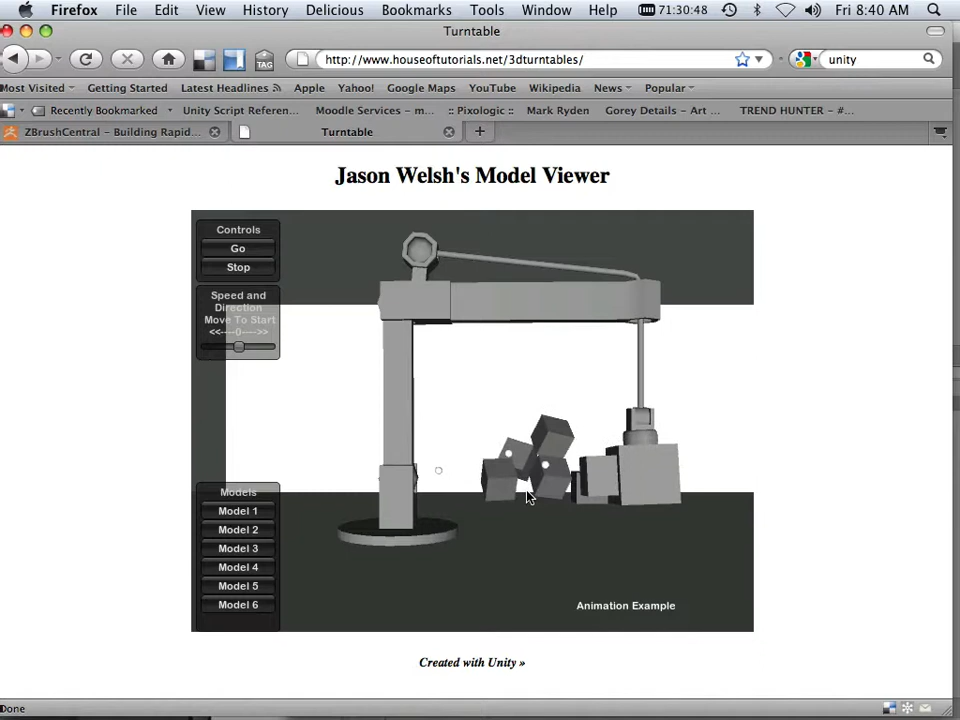 Firefox File Edit View History Delicious Bookmarks Tools Window Help 71:30:48 Fri 8:40 AM
Turntable
TAG http://www.houseoftutorials.net/3dturntables/ unity
Most Visited Getting Started Latest Headlines Apple Yahoo! Google Maps YouTube Wikipedia News Popular
Recently Bookmarked Unity Script Referen... Moodle Services – m... :: Pixologic :: Mark Ryden Gorey Details – Art ... TREND HUNTER – #...
ZBrushCentral – Building Rapid... Turntable
Jason Welsh's Model Viewer
Controls
Go
Stop
Speed and
Direction
Move To Start
<<----0---->>
Models
Model 1
Model 2
Model 3
Model 4
Model 5
Model 6
Animation Example
Created with Unity »
Done